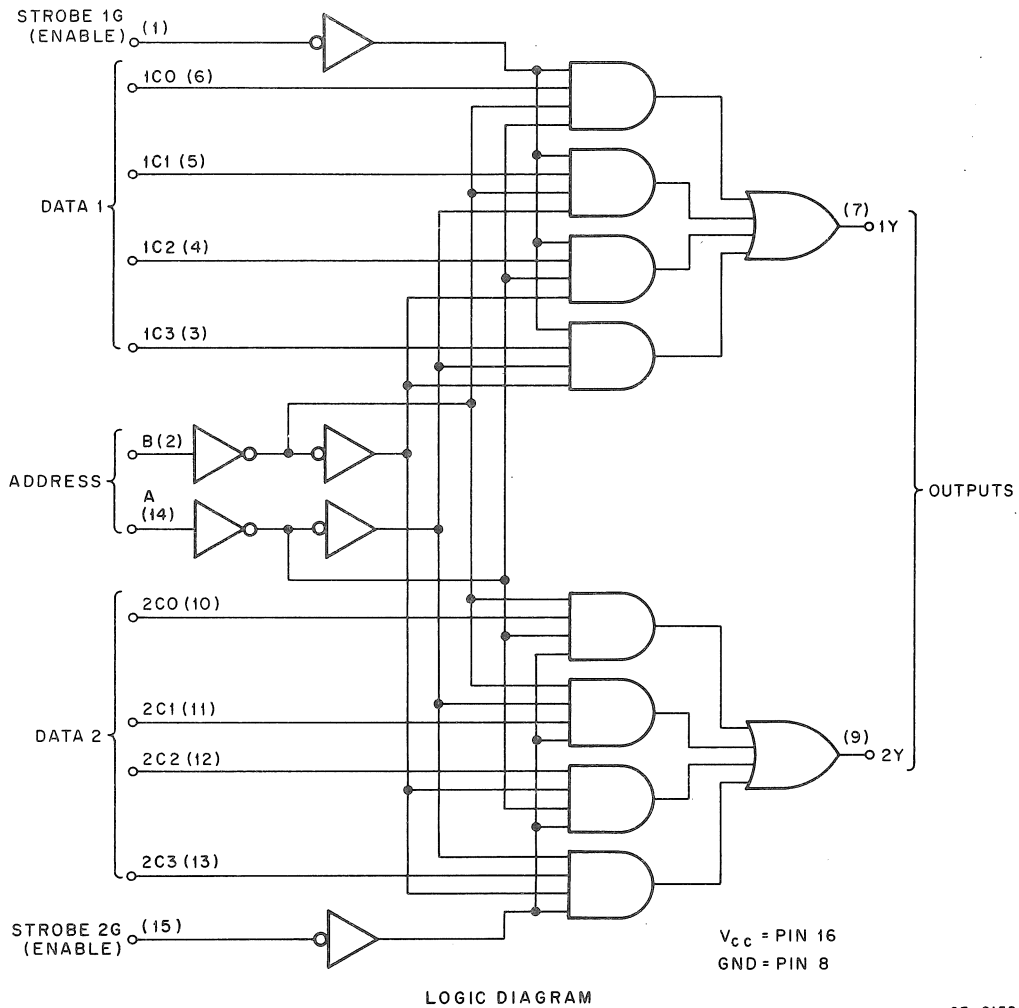 STROBE 1G (1)
(ENABLE)
1C0 (6)
1C1 (5)
DATA 1
(7)
1Y
1C2 (4)
1C3 (3)
B(2)
ADDRESS
A
(14)
OUTPUTS
2C0 (10)
2C1 (11)
DATA 2
(9)
2Y
2C2 (12)
2C3 (13)
STROBE 2G (15)
(ENABLE)
VCC = PIN 16
GND = PIN 8
LOGIC DIAGRAM